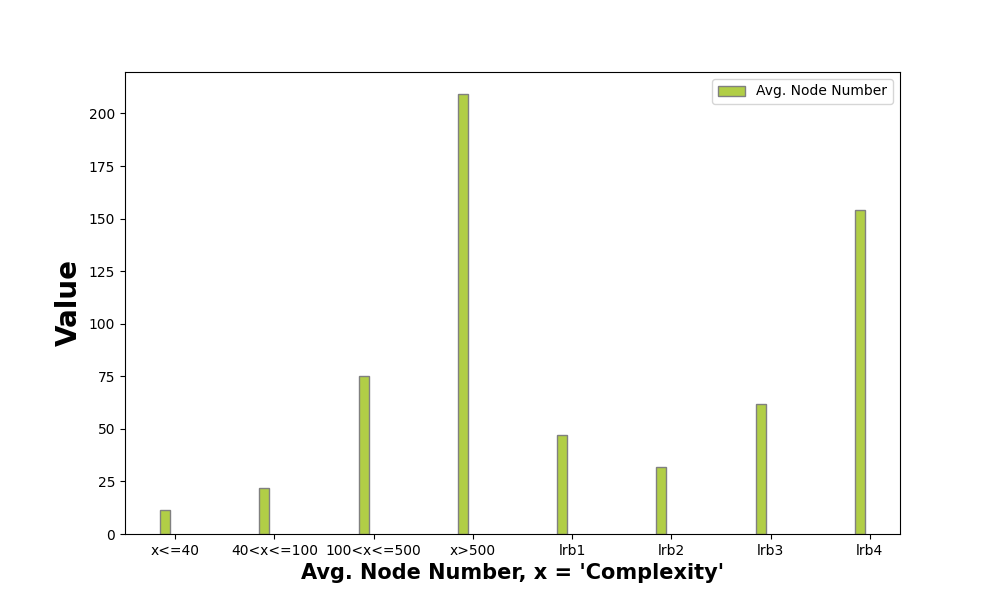 Avg. Node Number
200
175
150
125
100
75
50
25
0
Value
x<=40 40<x<=100 100<x<=500 x>500 lrb1 lrb2 lrb3 lrb4
Avg. Node Number, x = 'Complexity'